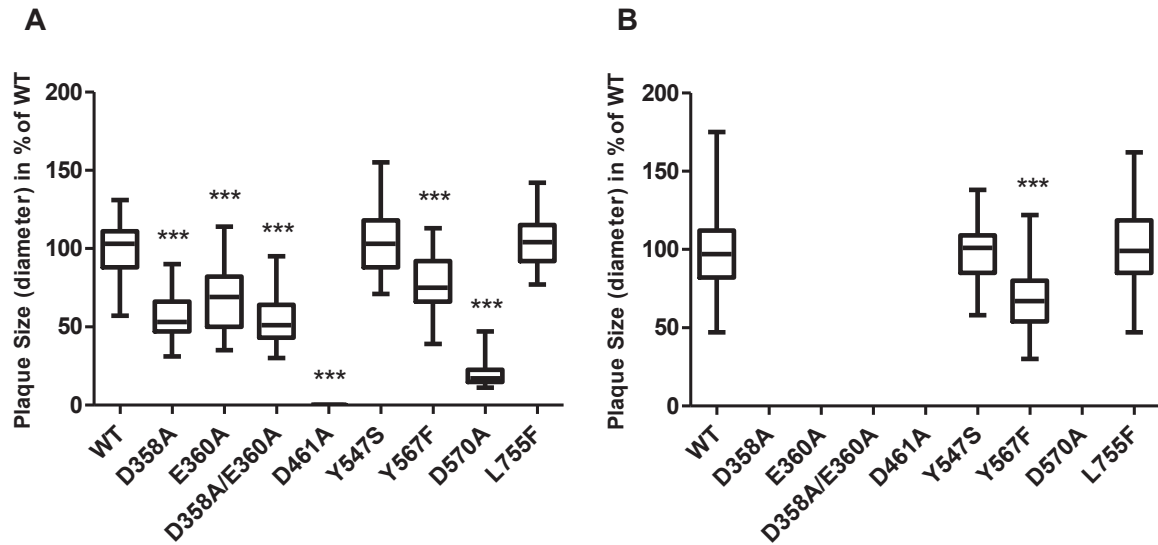 A
Plaque Size (diameter) in % of WT
200
150
100
50
0
***
***
***
***
***
***
WT
D358A
E360A
D358A/E360A
D461A
Y547S
Y567F
D570A
L755F
B
Plaque Size (diameter) in % of WT
200
150
100
50
0
***
WT
D358A
E360A
D358A/E360A
D461A
Y547S
Y567F
D570A
L755F